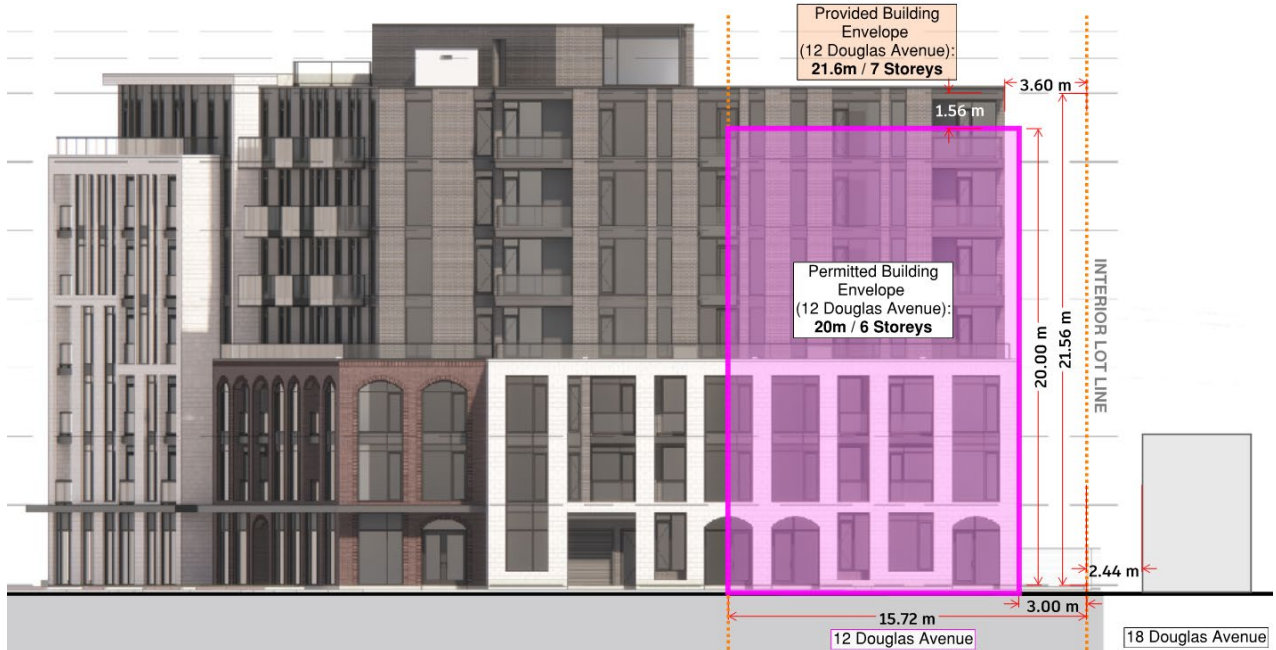 Provided Building
Envelope
(12 Douglas Avenue):
21.6m / 7 Storeys
3.60 m
1.56 m
Permitted Building
Envelope
(12 Douglas Avenue):
20m / 6 Storeys
20.00 m
21.56 m
INTERIOR LOT LINE
2.44 m
3.00 m
15.72 m
12 Douglas Avenue
18 Douglas Avenue